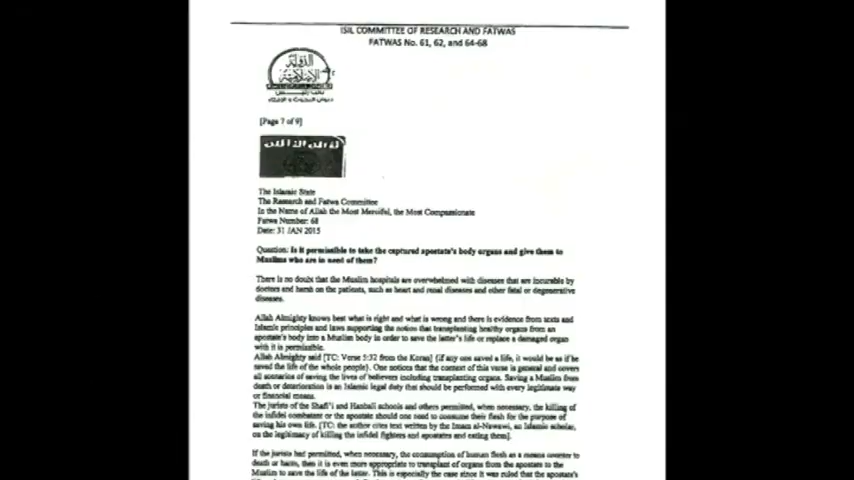 ISIL COMMITTEE OF RESEARCH AND FATWAS
FATWAS No. 61, 62, and 64-68
الدولة
الإسلامية
[Page 7 of 9]
The Islamic State
The Research and Fatwa Committee
In the Name of Allah the Most Merciful, the Most Compassionate
Fatwa Number: 68
Date: 31 JAN 2015
Question: Is it permissible to take the captured apostate's body organs and give them to
Muslims who are in need of them?
There is no doubt that the Muslim hospitals are overwhelmed with diseases that are incurable by
doctors and harsh on the patients, such as heart and renal diseases and other fatal or degenerative
diseases.
Allah Almighty knows best what is right and what is wrong and there is evidence from texts and
Islamic principles and laws supporting the notion that transplanting healthy organs from an
apostate's body into a Muslim body in order to save the latter's life or replace a damaged organ
with it is permissible.
Allah Almighty said [TC: Verse 5:32 from the Koran] {if any one saved a life, it would be as if he
saved the life of the whole people}. One notices that the context of this verse is general and covers
all scenarios of saving the lives of believers including transplanting organs. Saving a Muslim from
death or deterioration is an Islamic legal duty that should be performed with every legitimate way
or financial means.
The jurists of the Shafi'i and Hanbali schools and others permitted, when necessary, the killing of
the infidel combatant or the apostate should one need to consume their flesh for the purpose of
saving his own life. [TC: the author cites text written by the Imam al-Nawawi, an Islamic scholar,
on the legitimacy of killing the infidel fighters and apostates and eating them].
If the jurists had permitted, when necessary, the consumption of human flesh as a means to
death or harm, then it is even more appropriate to transplant of organs from the apostate to the
Muslim to save the life of the latter. This is especially the case since it was ruled that the apostate's